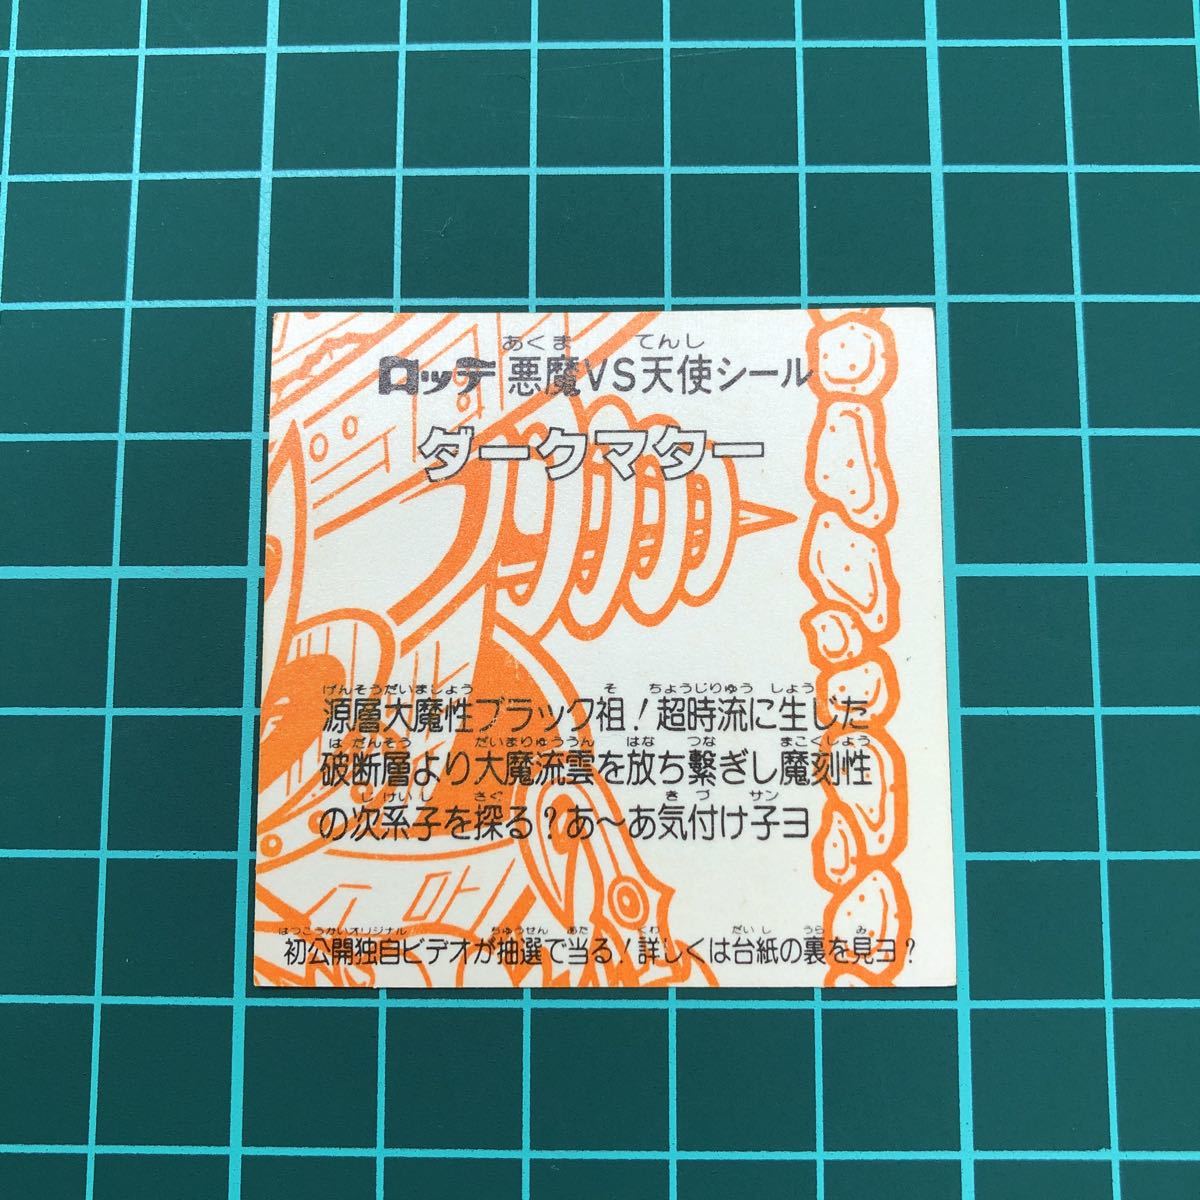 あくま てんし
ロッテ 悪魔VS天使シール
ダークマター
げんそうだいましょう そ ちょうじりゅう しょう
源層大魔性ブラック祖!超時流に生じた
は だんそう だいまりゅううん はな つな まこくしょう
破断層より大魔流雲を放ち繋ぎし魔刻性
じけいし さぐ きづ サン
の次系子を探る?あ〜あ気付け子ヨ
はつこうかいオリジナル ちゅうせん あた くわ だいし うら み
初公開独自ビデオが抽選で当る!詳しくは台紙の裏を見ヨ?